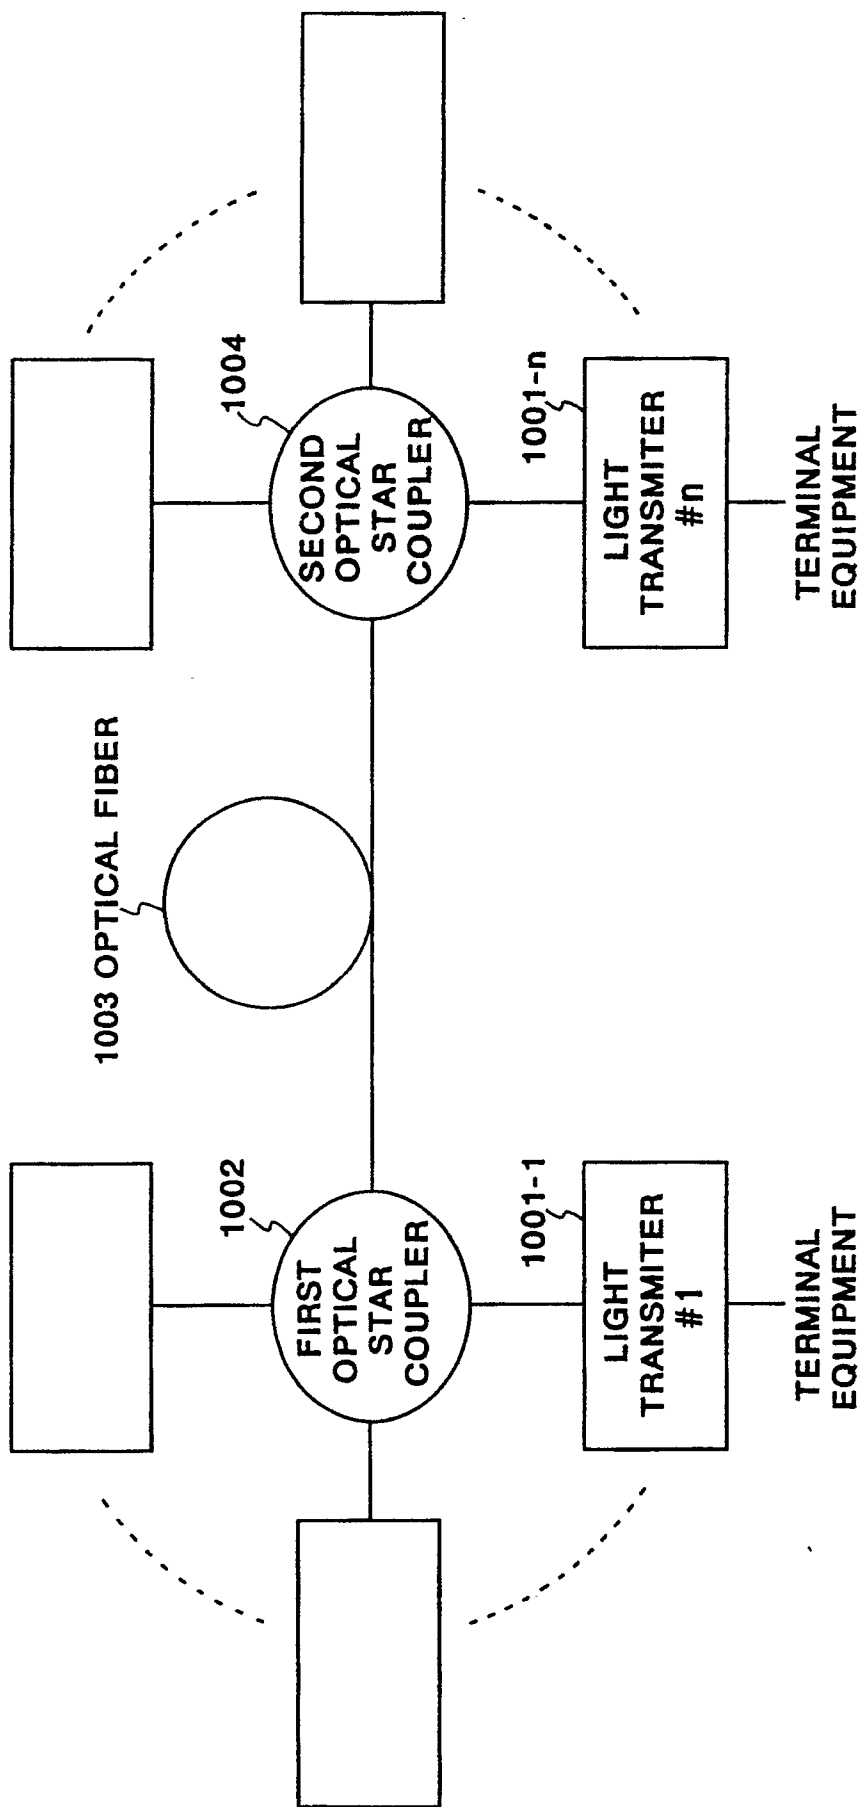 1003 OPTICAL FIBER
1002
FIRST
OPTICAL
STAR
COUPLER
1004
SECOND
OPTICAL
STAR
COUPLER
1001-1
LIGHT
TRANSMITER
#1
1001-n
LIGHT
TRANSMITER
#n
TERMINAL
EQUIPMENT
TERMINAL
EQUIPMENT